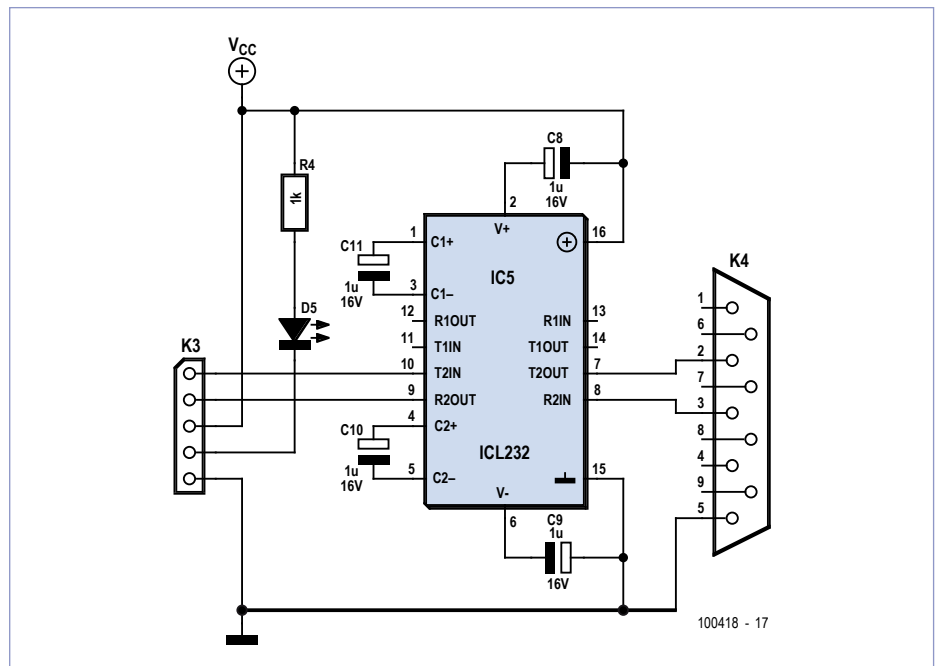 VCC
R4
1k
C8
1u
16V
2
V+
1
C1+
16
C11
1u
16V
3
C1–
IC5
K4
D5
12
R1OUT
R1IN
13
11
T1IN
T1OUT
14
K3
10
T2IN
T2OUT
7
9
R2OUT
R2IN
8
4
C2+
C10
1u
16V
5
C2–
ICL232
15
V-
6
C9
1u
16V
1
6
2
7
3
8
4
9
5
100418 - 17